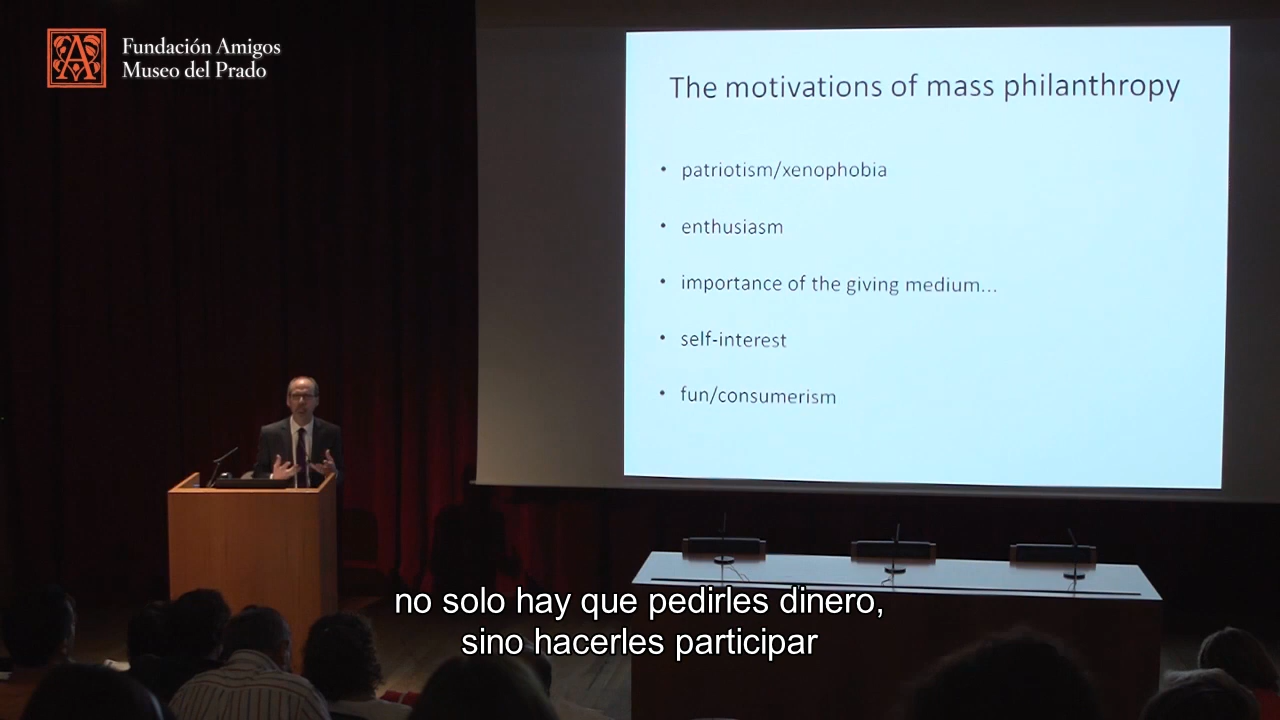 Fundación Amigos
Museo del Prado
The motivations of mass philanthropy
• patriotism/xenophobia
• enthusiasm
• importance of the giving medium...
• self-interest
• fun/consumerism
no solo hay que pedirles dinero,
sino hacerles participar